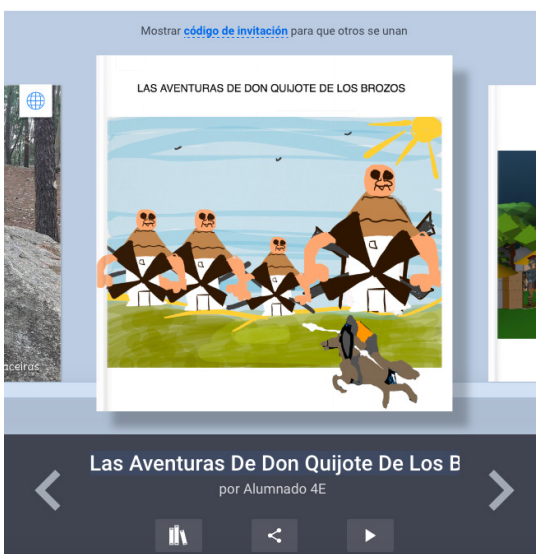 Mostrar código de invitación para que otros se unan
LAS AVENTURAS DE DON QUIJOTE DE LOS BROZOS
aceiras
Las Aventuras De Don Quijote De Los B
por Alumnado 4E